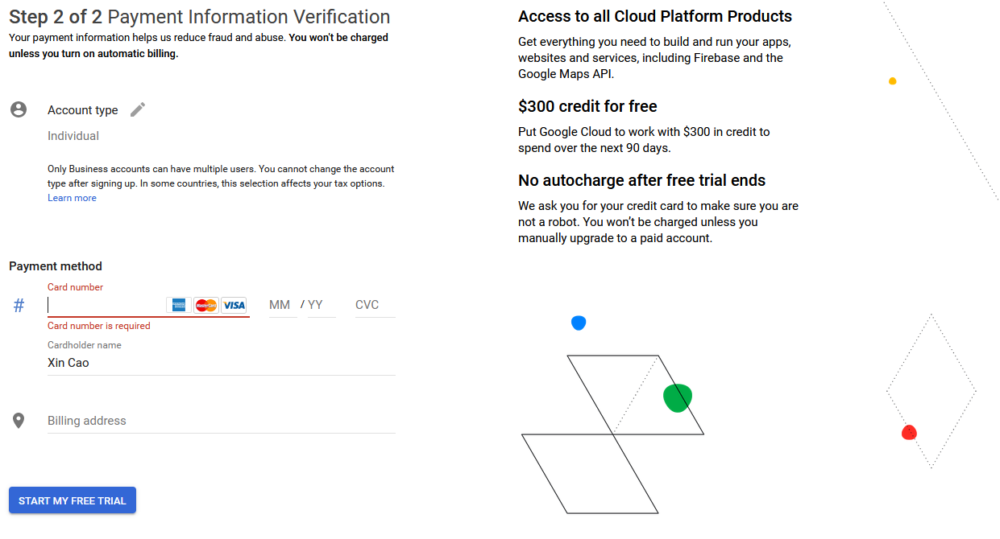 Step 2 of 2 Payment Information Verification
Your payment information helps us reduce fraud and abuse. You won't be charged
unless you turn on automatic billing.
Account type
Individual
Only Business accounts can have multiple users. You cannot change the account
type after signing up. In some countries, this selection affects your tax options.
Learn more
Payment method
Card number
# MasterCard VISA MM / YY CVC
Card number is required
Cardholder name
Xin Cao
Billing address
START MY FREE TRIAL
Access to all Cloud Platform Products
Get everything you need to build and run your apps,
websites and services, including Firebase and the
Google Maps API.
$300 credit for free
Put Google Cloud to work with $300 in credit to
spend over the next 90 days.
No autocharge after free trial ends
We ask you for your credit card to make sure you are
not a robot. You won’t be charged unless you
manually upgrade to a paid account.